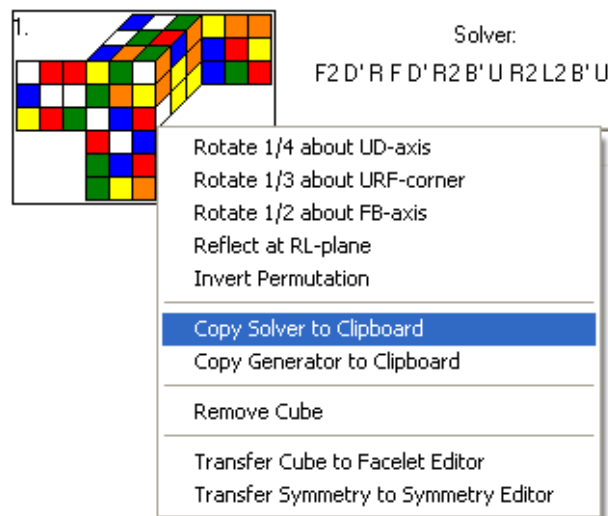 1.
Solver:
F2 D' R F D' R2 B' U R2 L2 B' U
Rotate 1/4 about UD-axis
Rotate 1/3 about URF-corner
Rotate 1/2 about FB-axis
Reflect at RL-plane
Invert Permutation
Copy Solver to Clipboard
Copy Generator to Clipboard
Remove Cube
Transfer Cube to Facelet Editor
Transfer Symmetry to Symmetry Editor